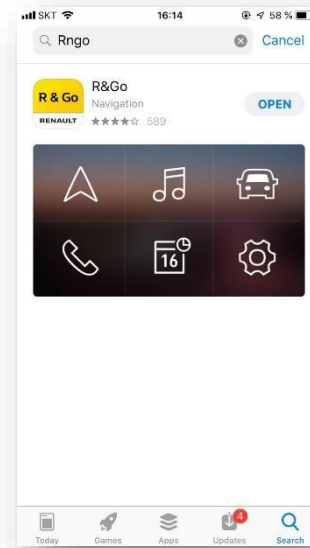 SKT 16:14 58 %
Rngo Cancel
R & Go
RENAULT
R&Go
Navigation
589
OPEN
16
4
Today Games Apps Updates Search